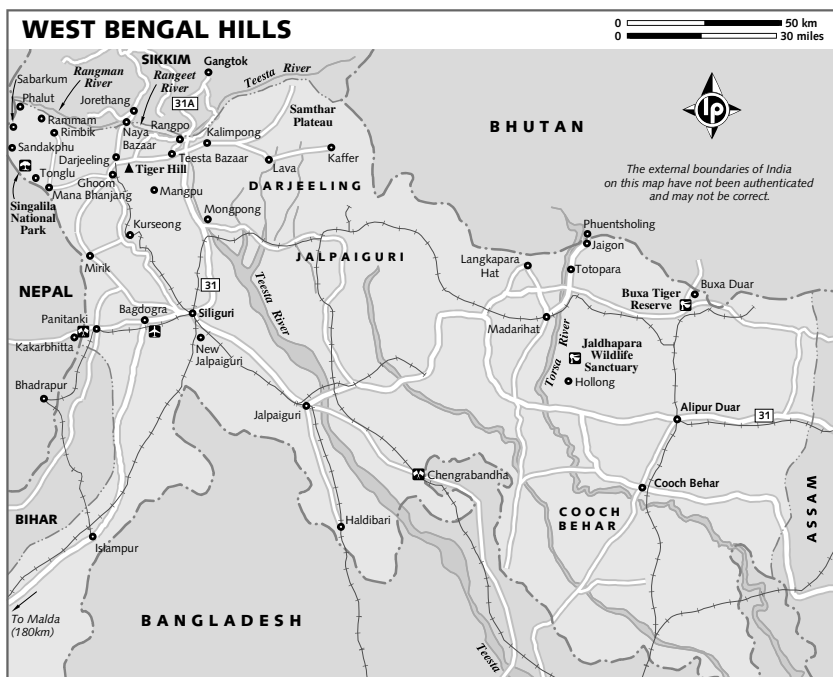 WEST BENGAL HILLS
0 50 km
0 30 miles
SIKKIM
Gangtok
Sabarkum
Rangman
River
Rangeet
River
Teesta River
Phalut
Jorethang
31A
Samthar
Plateau
lp
Rammam
Rimbik
Naya
Bazaar
Rangpo
Kalimpong
BHUTAN
Sandakphu
Darjeeling
Tiger Hill
Teesta Bazaar
Lava
Kaffer
The external boundaries of India
on this map have not been authenticated
and may not be correct.
Tonglu
Ghoom
Mana Bhanjang
Mangpu
DARJEELING
Singalila
National
Park
Kurseong
Mongpong
Phuentsholing
Jaigon
Mirik
JALPAIGURI
Langkapara
Hat
Totopara
Teesta River
NEPAL
31
Buxa Duar
Buxa Tiger
Reserve
Bagdogra
Panitanki
Siliguri
Madarihat
Kakarbhitta
New
Jalpaiguri
Torsa River
Jaldhapara
Wildlife
Sanctuary
Hollong
Bhadrapur
Jalpaiguri
Alipur Duar
31
Chengrabandha
Cooch Behar
ASSAM
BIHAR
Haldibari
COOCH
BEHAR
Islampur
To Malda
(180km)
BANGLADESH
Teesta